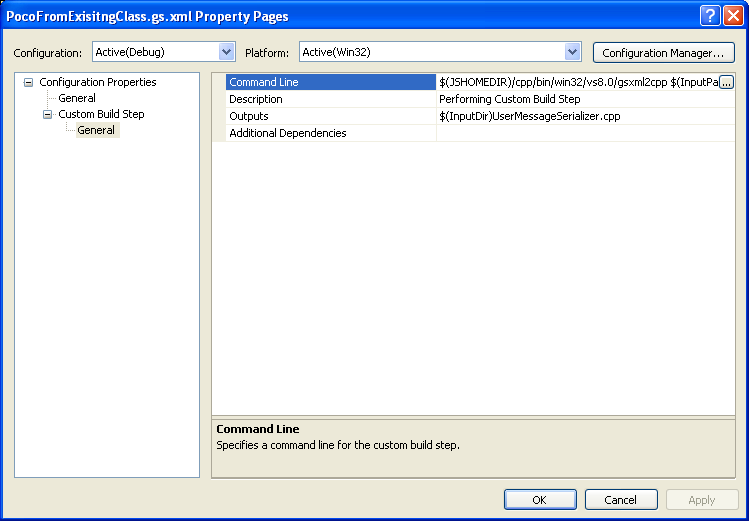 PocoFromExisitngClass.gs.xml Property Pages
Configuration: Active(Debug) Platform: Active(Win32) Configuration Manager...
Configuration Properties
General
Custom Build Step
General
Command Line $(JSHOMEDIR)/cpp/bin/win32/vs8.0/gsxml2cpp $(InputPa ...
Description Performing Custom Build Step
Outputs $(InputDir)UserMessageSerializer.cpp
Additional Dependencies
Command Line
Specifies a command line for the custom build step.
OK Cancel Apply